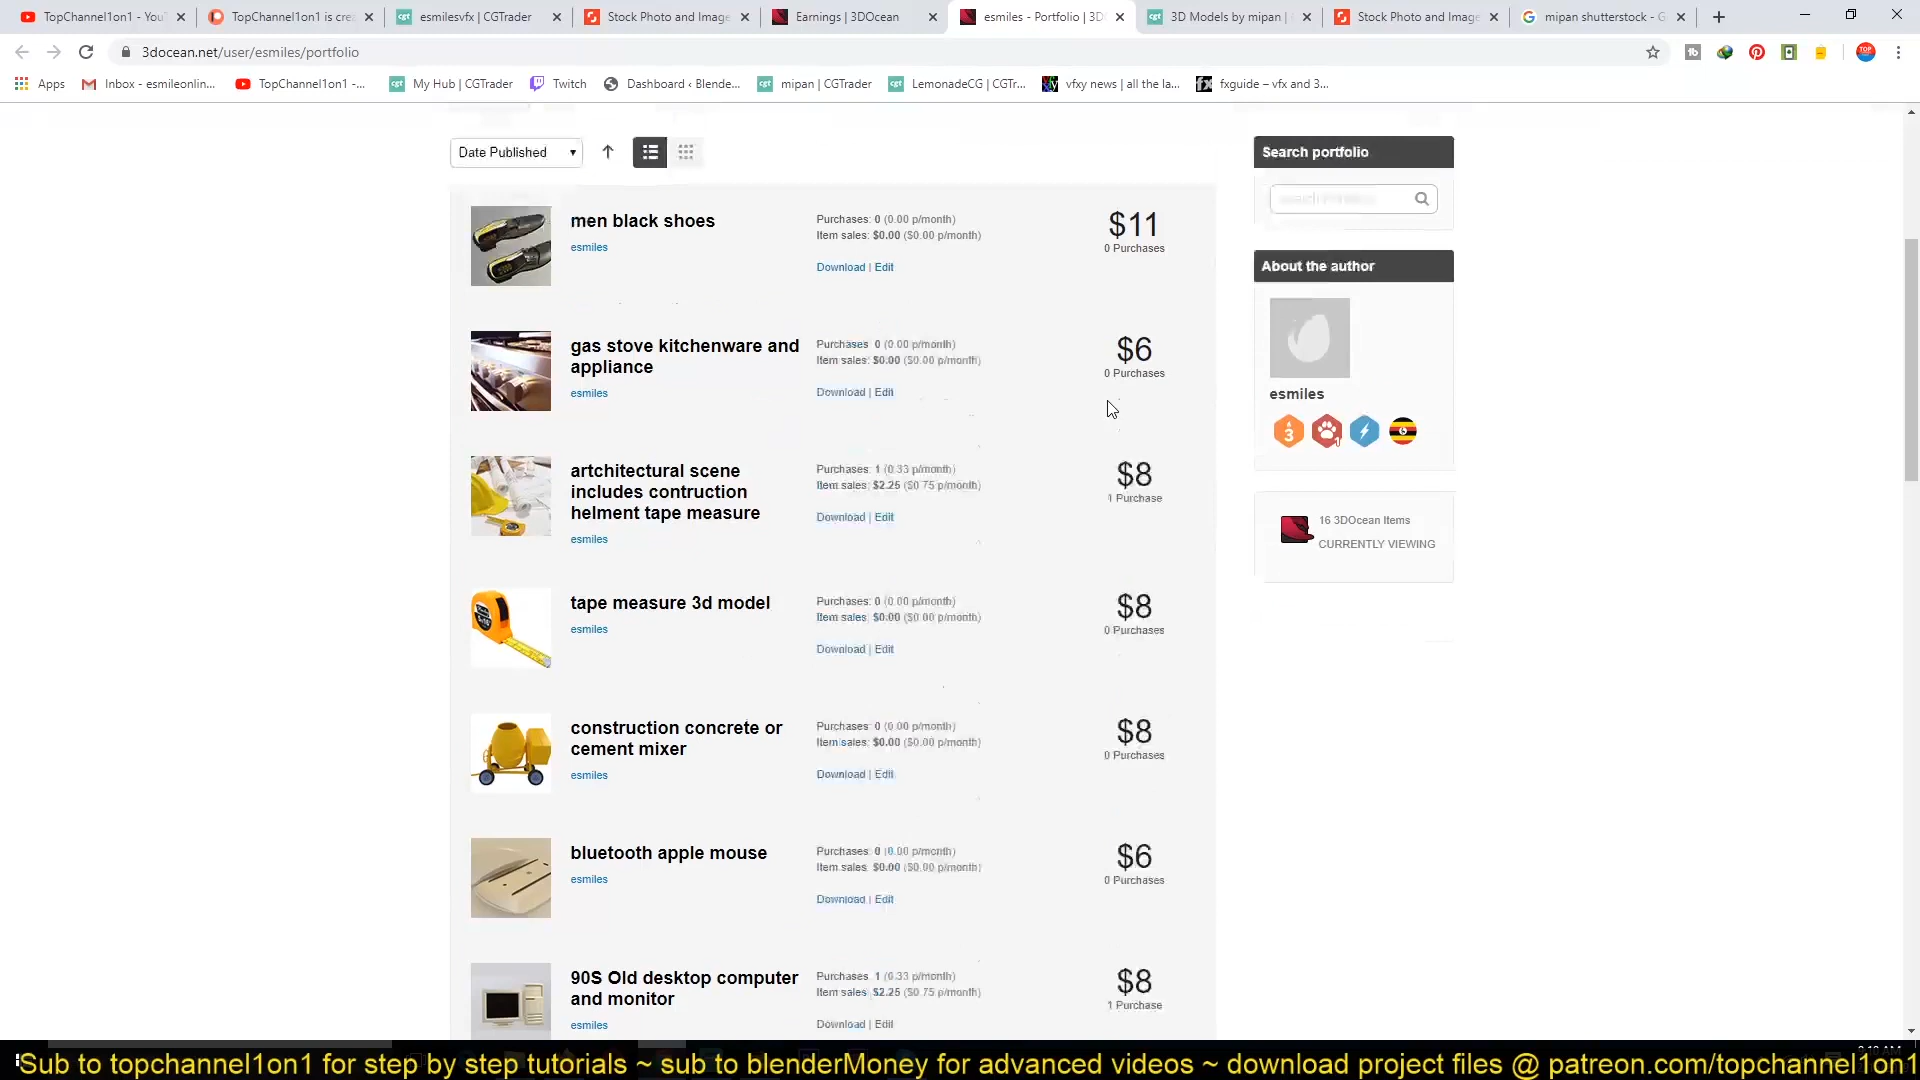 TopChannel1on1 - You
TopChannel1on1 is crea
esmilesvfx | CGTrader
Stock Photo and Image
Earnings | 3DOcean
esmiles - Portfolio | 3D
3D Models by mipan |
Stock Photo and Image
mipan shutterstock - G
3docean.net/user/esmiles/portfolio
Apps
Inbox - esmileonlin...
TopChannel1on1 -...
My Hub | CGTrader
Twitch
Dashboard ‹ Blende...
mipan | CGTrader
LemonadeCG | CGTr...
vfxy news | all the la...
fxguide – vfx and 3...
Date Published
men black shoes
esmiles
Purchases: 0 (0.00 p/month)
Item sales: $0.00 ($0.00 p/month)
Download | Edit
$11
0 Purchases
gas stove kitchenware and
appliance
esmiles
Purchases 0 (0.00 p/month)
Item sales: $0.00 ($0.00 p/month)
Download | Edit
$6
0 Purchases
artchitectural scene
includes contruction
helment tape measure
esmiles
Purchases: 1 (0.33 p/month)
Item sales: $2.25 ($0.75 p/month)
Download | Edit
$8
1 Purchase
tape measure 3d model
esmiles
Purchases: 0 (0.00 p/month)
Item sales: $0.00 ($0.00 p/month)
Download | Edit
$8
0 Purchases
construction concrete or
cement mixer
esmiles
Purchases: 0 (0.00 p/month)
Item sales: $0.00 ($0.00 p/month)
Download | Edit
$8
0 Purchases
bluetooth apple mouse
esmiles
Purchases: 0 (0.00 p/month)
Item sales: $0.00 ($0.00 p/month)
Download | Edit
$6
0 Purchases
90S Old desktop computer
and monitor
esmiles
Purchases 1 (0.33 p/month)
Item sales $2.25 ($0.75 p/month)
Download | Edit
$8
1 Purchase
Search portfolio
About the author
esmiles
16 3DOcean Items
CURRENTLY VIEWING
Sub to topchannel1on1 for step by step tutorials ~ sub to blenderMoney for advanced videos ~ download project files @ patreon.com/topchannel1on1